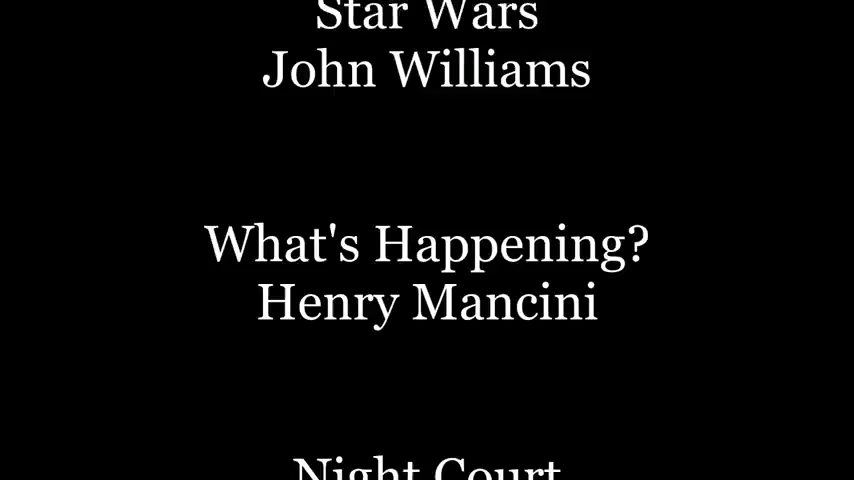 Star Wars
John Williams
What's Happening?
Henry Mancini
Night Court